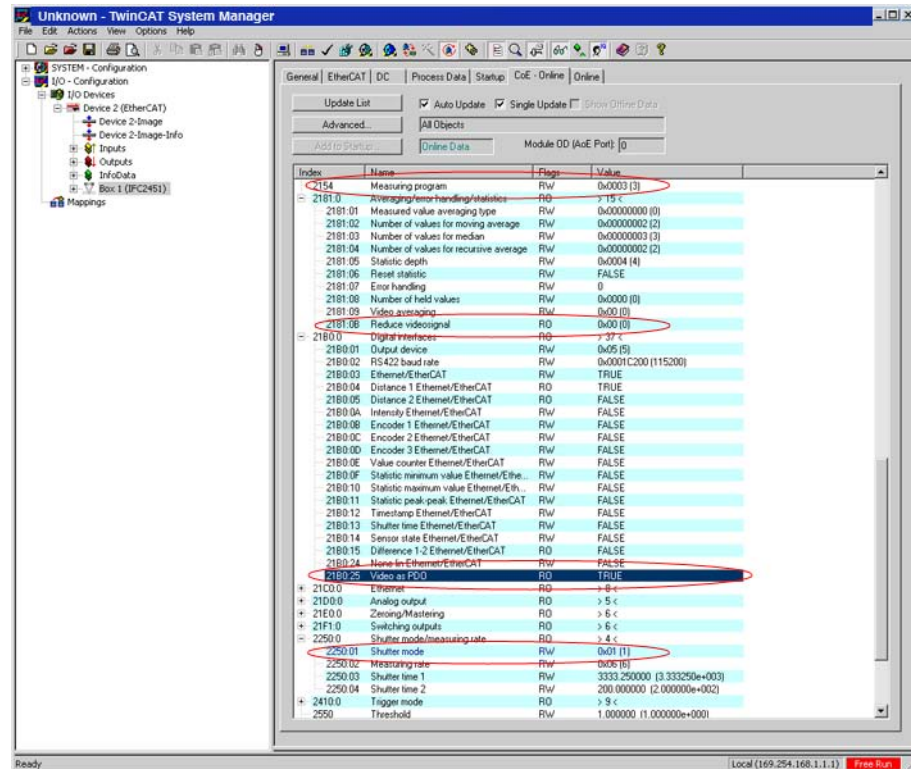 Unknown - TwinCAT System Manager
File Edit Actions View Options Help
SYSTEM - Configuration
I/O - Configuration
I/O Devices
Device 2 (EtherCAT)
Device 2-Image
Device 2-Image-Info
Inputs
Outputs
InfoData
Box 1 (IFC2451)
Mappings
General EtherCAT DC Process Data Startup CoE - Online Online
Update List Auto Update Single Update Show Offline Data
Advanced... All Objects
Add to Startup... Online Data Module OD (AoE Port): 0
Index Name Flags Value
2154 Measuring program RW 0x0003 (3)
2181:0 Averaging/error handling/statistics RO > 15 <
2181:01 Measured value averaging type RW 0x00000000 (0)
2181:02 Number of values for moving average RW 0x00000002 (2)
2181:03 Number of values for median RW 0x00000003 (3)
2181:04 Number of values for recursive average RW 0x00000002 (2)
2181:05 Statistic depth RW 0x0004 (4)
2181:06 Reset statistic RW FALSE
2181:07 Error handling RW 0
2181:08 Number of held values RW 0x0000 (0)
2181:09 Video averaging RW 0x00 (0)
2181:0B Reduce videosignal RO 0x00 (0)
21B0:0 Digital interfaces RO > 37 <
21B0:01 Output device RW 0x05 (5)
21B0:02 RS422 baud rate RW 0x0001C200 (115200)
21B0:03 Ethernet/EtherCAT RW TRUE
21B0:04 Distance 1 Ethernet/EtherCAT RO TRUE
21B0:05 Distance 2 Ethernet/EtherCAT RO FALSE
21B0:0A Intensity Ethernet/EtherCAT RW FALSE
21B0:0B Encoder 1 Ethernet/EtherCAT RW FALSE
21B0:0C Encoder 2 Ethernet/EtherCAT RW FALSE
21B0:0D Encoder 3 Ethernet/EtherCAT RW FALSE
21B0:0E Value counter Ethernet/EtherCAT RW FALSE
21B0:0F Statistic minimum value Ethernet/Ethe... RW FALSE
21B0:10 Statistic maximum value Ethernet/Eth... RW FALSE
21B0:11 Statistic peak-peak Ethernet/EtherCAT RW FALSE
21B0:12 Timestamp Ethernet/EtherCAT RW FALSE
21B0:13 Shutter time Ethernet/EtherCAT RW FALSE
21B0:14 Sensor state Ethernet/EtherCAT RW FALSE
21B0:15 Difference 1-2 Ethernet/EtherCAT RO FALSE
21B0:24 None lin Ethernet/EtherCAT RW FALSE
21B0:25 Video as PDO RO TRUE
21C0:0 Ethernet RO > 8 <
21D0:0 Analog output RO > 5 <
21E0:0 Zeroing/Mastering RO > 6 <
21F1:0 Switching outputs RO > 6 <
2250:0 Shutter mode/measuring rate RO > 4 <
2250:01 Shutter mode RW 0x01 (1)
2250:02 Measuring rate RW 0x06 (6)
2250:03 Shutter time 1 RW 3333.250000 (3.333250e+003)
2250:04 Shutter time 2 RW 200.000000 (2.000000e+002)
2410:0 Trigger mode RO > 9 <
2550 Threshold RW 1.000000 (1.000000e+000)
Ready Local (169.254.168.1.1.1) Free Run